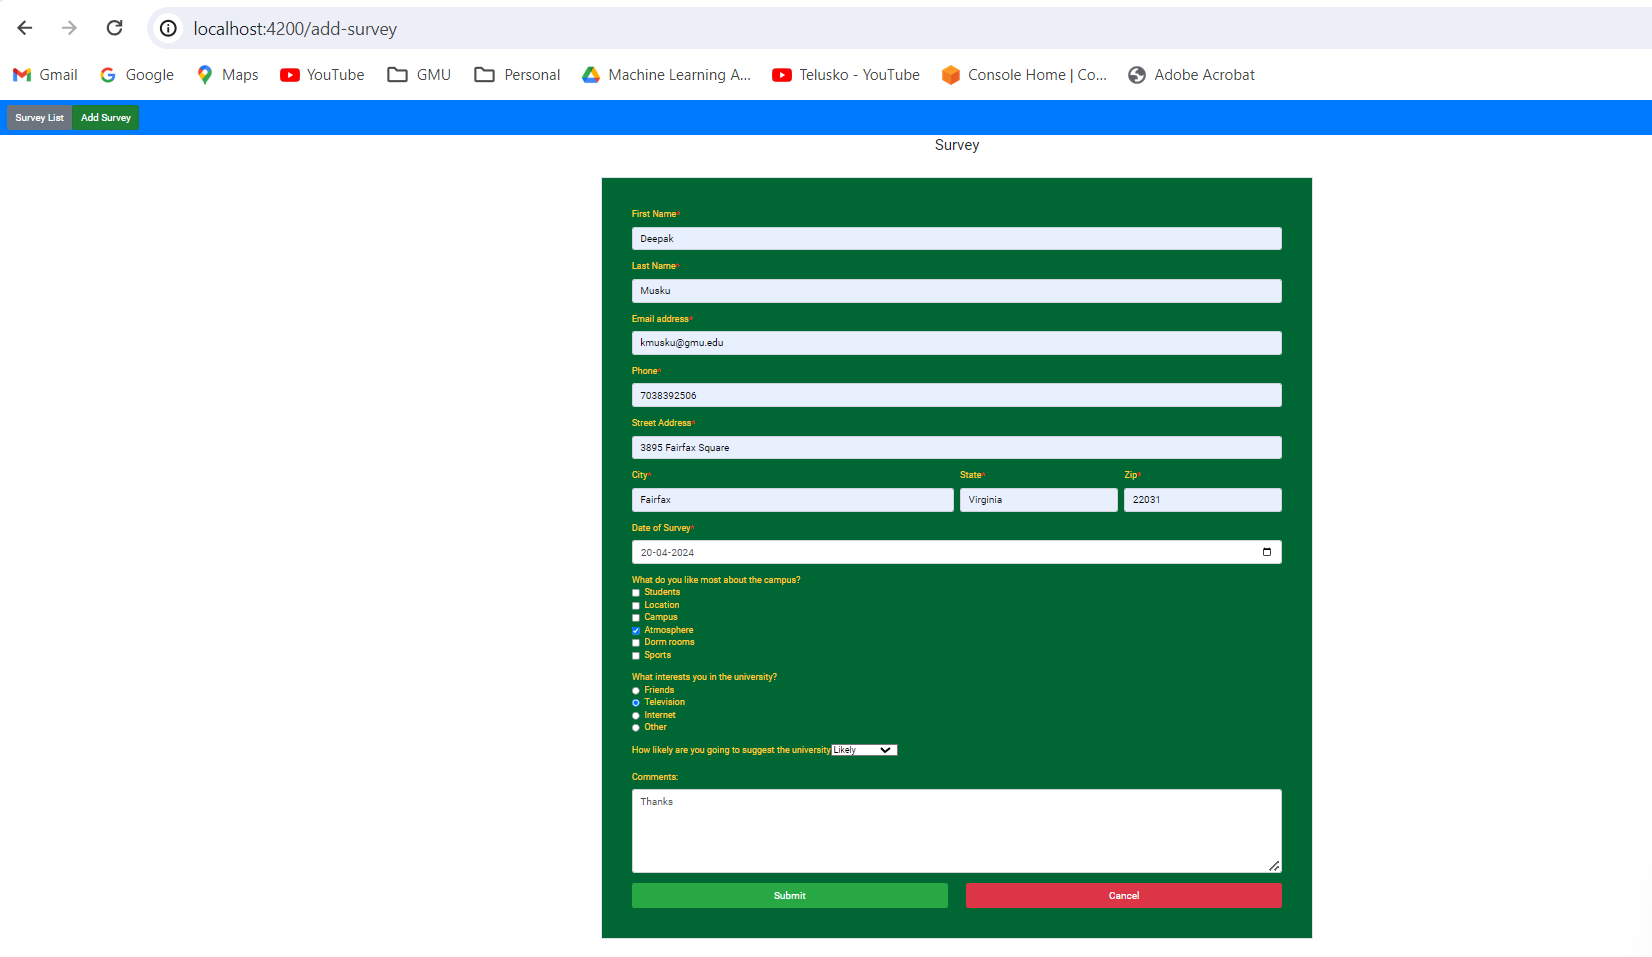 localhost:4200/add-survey
Gmail Google Maps YouTube GMU Personal Machine Learning A... Telusko - YouTube Console Home | Co... Adobe Acrobat
Survey List Add Survey
Survey
First Name*
Deepak
Last Name*
Musku
Email address*
kmusku@gmu.edu
Phone*
7038392506
Street Address*
3895 Fairfax Square
City* State* Zip*
Fairfax Virginia 22031
Date of Survey*
20-04-2024
What do you like most about the campus?
Students
Location
Campus
Atmosphere
Dorm rooms
Sports
What interests you in the university?
Friends
Television
Internet
Other
How likely are you going to suggest the university Likely
Comments:
Thanks
Submit Cancel